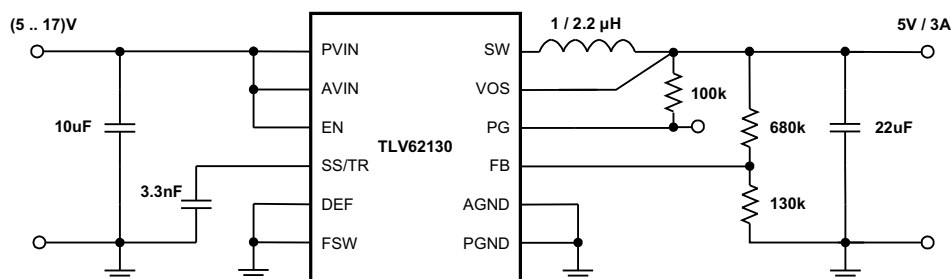 (5 .. 17)V
1 / 2.2 µH
5V / 3A
PVIN
SW
AVIN
VOS
100k
10uF
EN
PG
680k
22uF
TLV62130
SS/TR
FB
3.3nF
DEF
AGND
130k
FSW
PGND